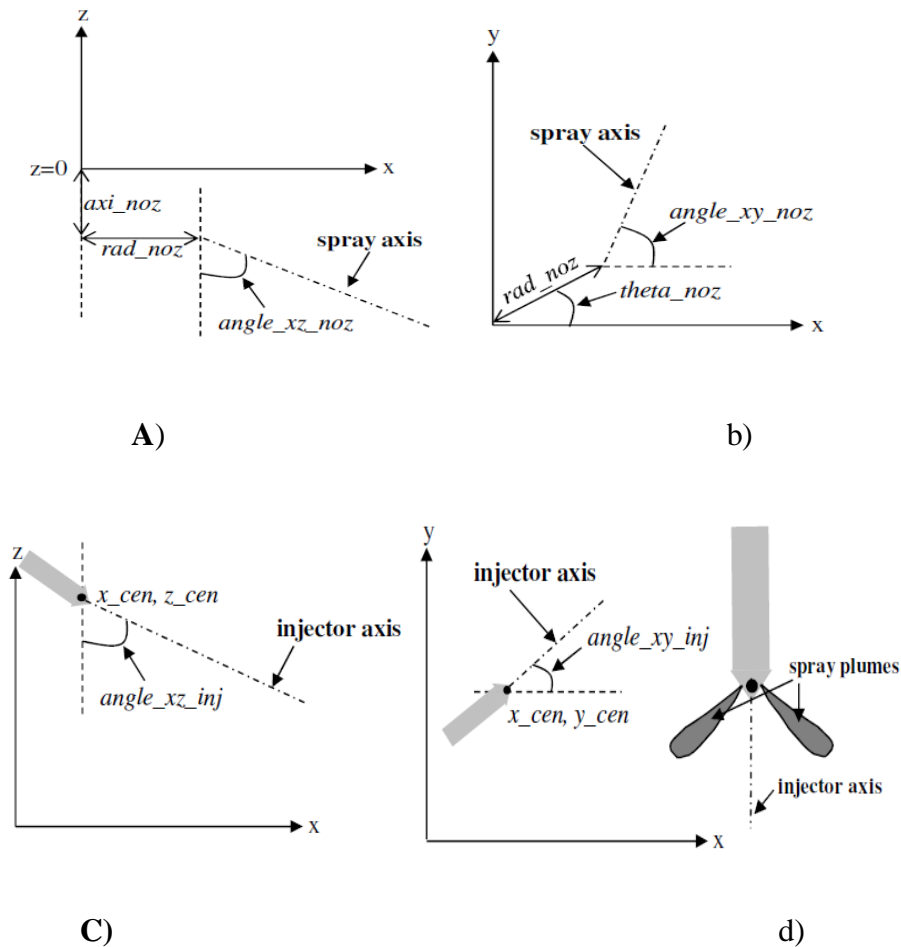 z
z=0
x
axi_noz
rad_noz
spray axis
angle_xz_noz
y
spray axis
angle_xy_noz
rad_noz
theta_noz
x
A)
b)
z
x_cen, z_cen
injector axis
angle_xz_inj
x
y
injector axis
angle_xy_inj
x_cen, y_cen
x
spray plumes
injector axis
C)
d)